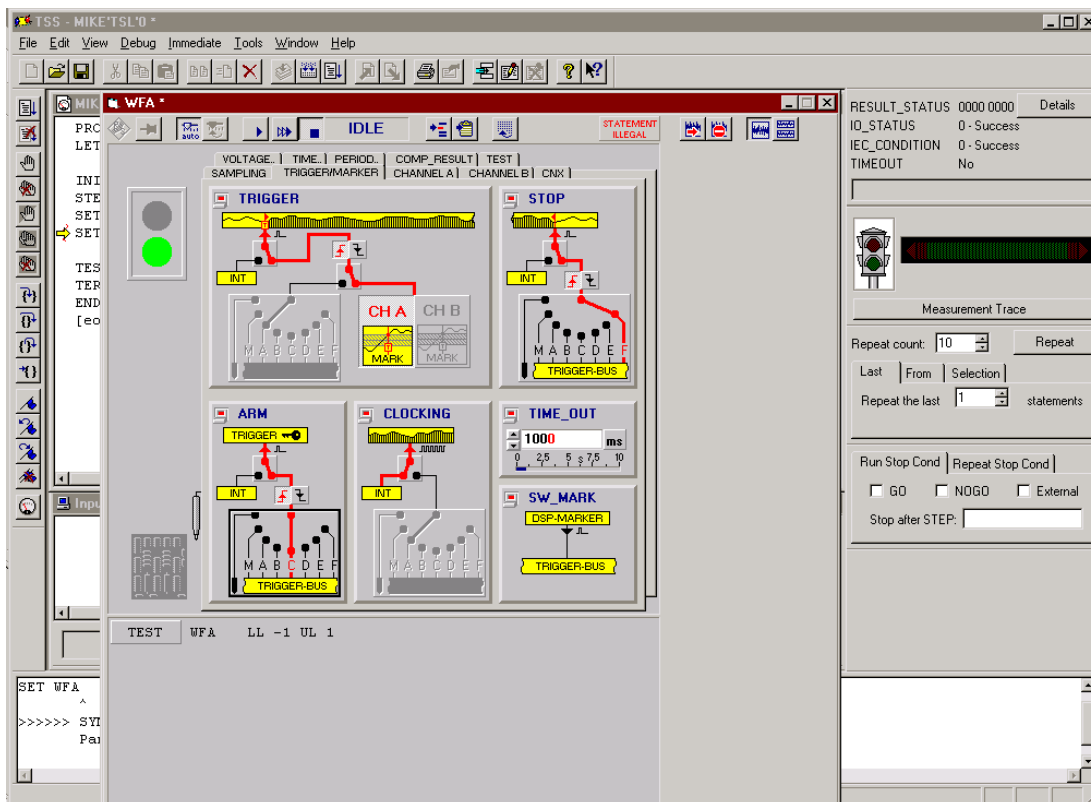 TSS - MIKE'TSL'0 *
File Edit View Debug Immediate Tools Window Help
MIK
PRO
LET
INI
STE
SET
SET
TES
TER
END
[eo
WFA *
auto
IDLE
STATEMENT
ILLEGAL
VOLTAGE.. TIME.. PERIOD.. COMP_RESULT TEST
SAMPLING TRIGGER/MARKER CHANNEL A CHANNEL B CNX
TRIGGER
INT
M A B C D E F
CH A
MARK
CH B
MARK
STOP
INT
M A B C D E F
TRIGGER-BUS
ARM
TRIGGER
INT
M A B C D E F
TRIGGER-BUS
CLOCKING
INT
M A B C D E F
TIME_OUT
1000 ms
0 2,5 5 s 7,5 10
SW_MARK
DSP-MARKER
TRIGGER-BUS
TEST WFA LL -1 UL 1
Inpu
SET WFA
^
>>>>>> SYN
Par
RESULT_STATUS 0000 0000 Details
IO_STATUS 0 - Success
IEC_CONDITION 0 - Success
TIMEOUT No
Measurement Trace
Repeat count: 10 Repeat
Last From Selection
Repeat the last 1 statements
Run Stop Cond Repeat Stop Cond
GO NOGO External
Stop after STEP: